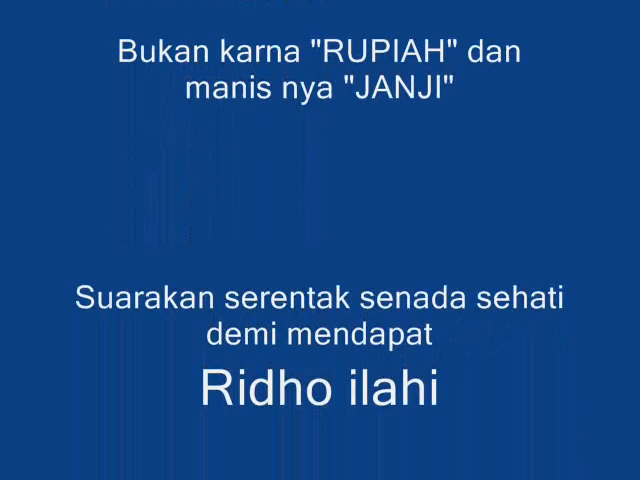 Bukan karna "RUPIAH" dan
manis nya "JANJI"
Suarakan serentak senada sehati
demi mendapat
Ridho ilahi